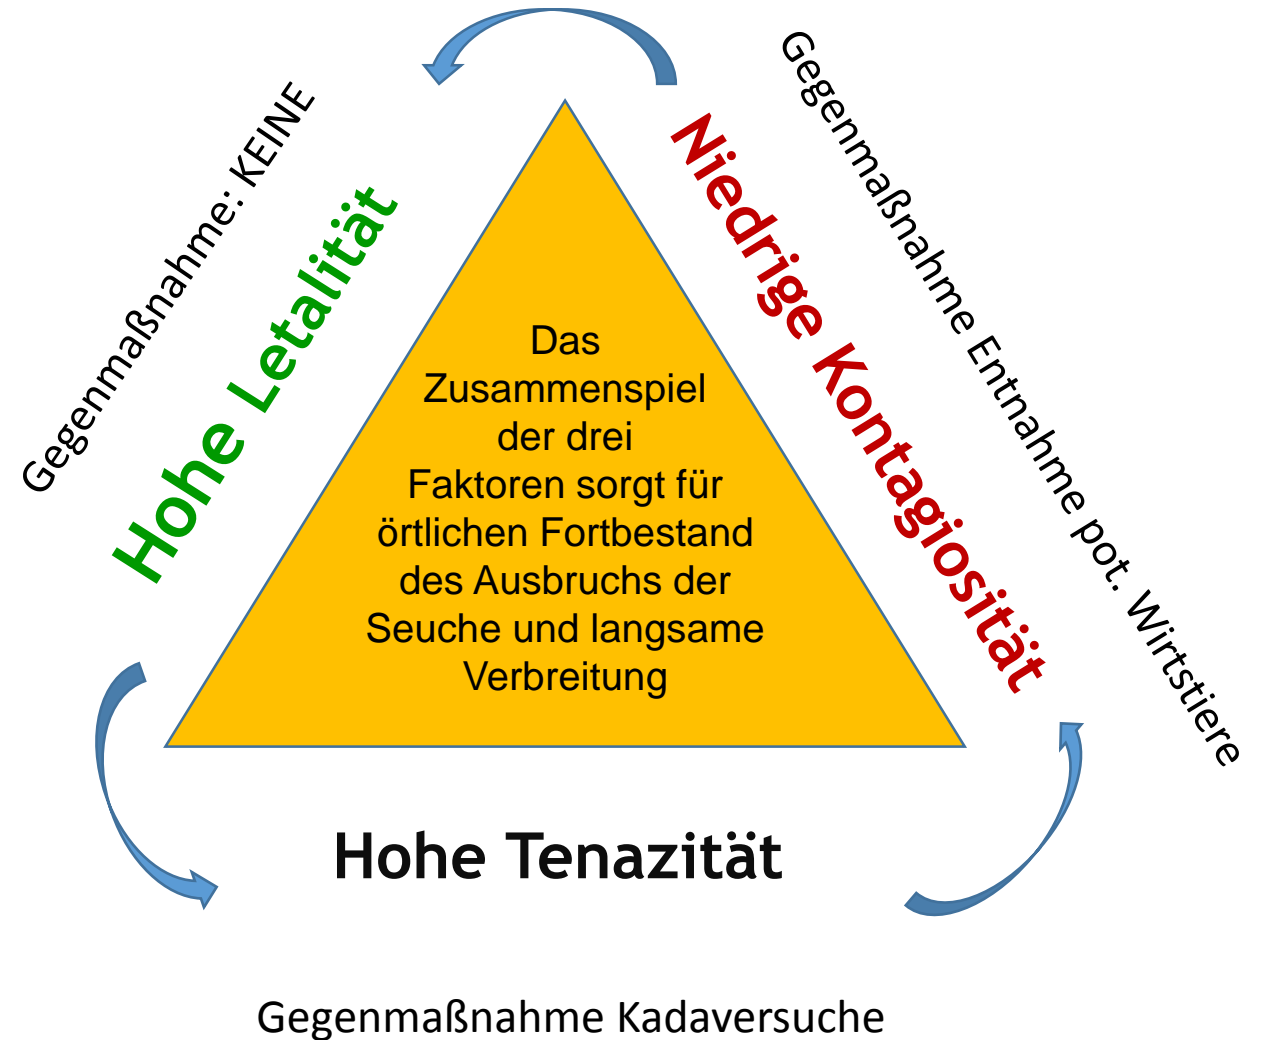 Gegenmaßnahme: KEINE
Hohe Letalität
Niedrige Kontagiosität
Gegenmaßnahme Entnahme pot. Wirtstiere
Das
Zusammenspiel
der drei
Faktoren sorgt für
örtlichen Fortbestand
des Ausbruchs der
Seuche und langsame
Verbreitung
Hohe Tenazität
Gegenmaßnahme Kadaversuche